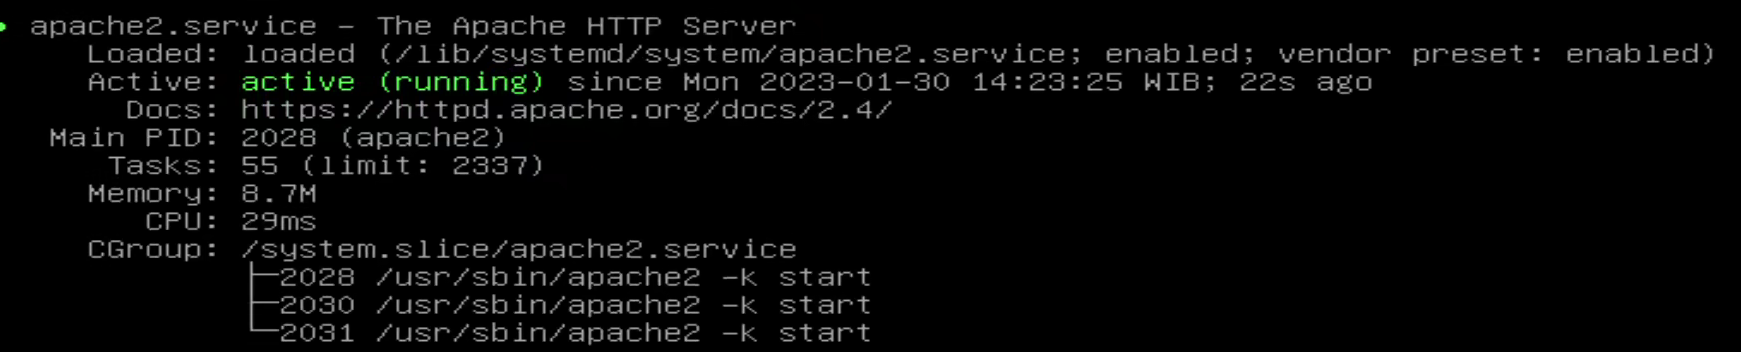 ● apache2.service - The Apache HTTP Server
Loaded: loaded (/lib/systemd/system/apache2.service; enabled; vendor preset: enabled)
Active: active (running) since Mon 2023-01-30 14:23:25 WIB; 22s ago
Docs: https://httpd.apache.org/docs/2.4/
Main PID: 2028 (apache2)
Tasks: 55 (limit: 2337)
Memory: 8.7M
CPU: 29ms
CGroup: /system.slice/apache2.service
├─2028 /usr/sbin/apache2 -k start
├─2030 /usr/sbin/apache2 -k start
└─2031 /usr/sbin/apache2 -k start